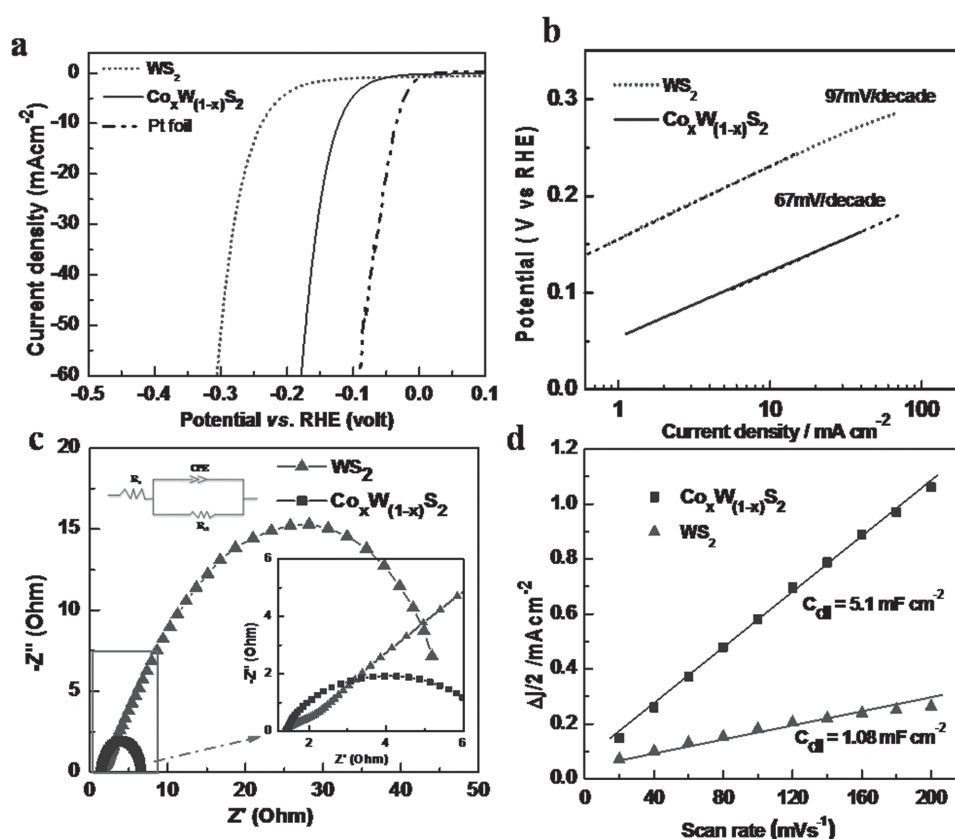 a
WS₂
CoₓW₍₁₋ₓ₎S₂
Pt foil
0
-10
-20
-30
-40
-50
-60
Current density (mAcm⁻²)
-0.5 -0.4 -0.3 -0.2 -0.1 0.0 0.1
Potential vs. RHE (volt)
b
WS₂
CoₓW₍₁₋ₓ₎S₂
97mV/decade
67mV/decade
0.3
0.2
0.1
0.0
Potential ( V vs RHE)
1 10 100
Current density / mA cm⁻²
c
WS₂
CoₓW₍₁₋ₓ₎S₂
CPE
20
15
10
5
0
-Z'' (Ohm)
0 10 20 30 40 50
Z' (Ohm)
6
4
2
0
-Z'' (Ohm)
2 4 6
Z' (Ohm)
d
CoₓW₍₁₋ₓ₎S₂
WS₂
C_dll = 5.1 mF cm⁻²
C_dll = 1.08 mF cm⁻²
1.2
1.0
0.8
0.6
0.4
0.2
0.0
ΔJ/2 /mAcm⁻²
0 40 80 120 160 200
Scan rate (mVs⁻¹)